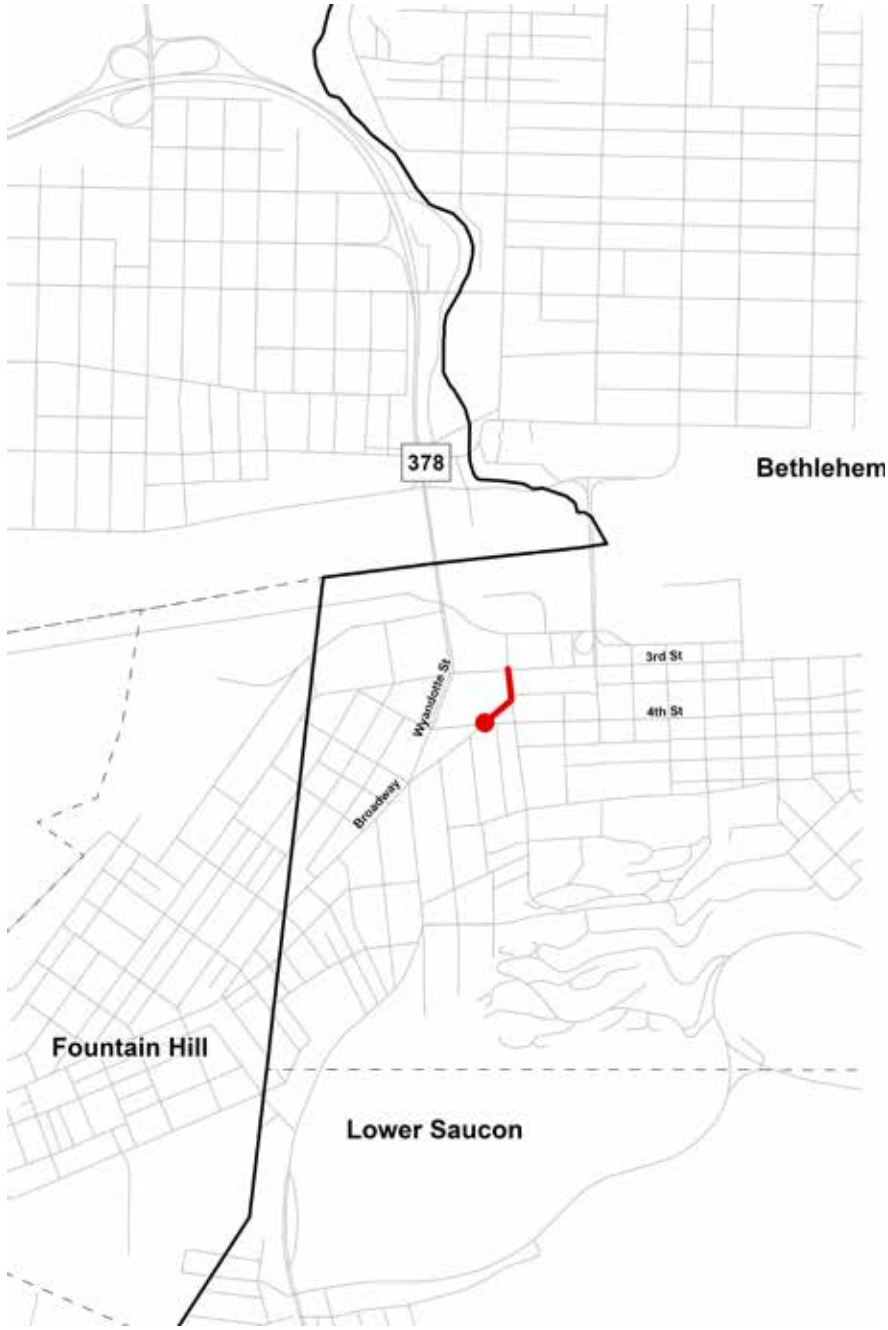 378
Bethlehem
3rd St
Wyandotte St
4th St
Broadway
Fountain Hill
Lower Saucon